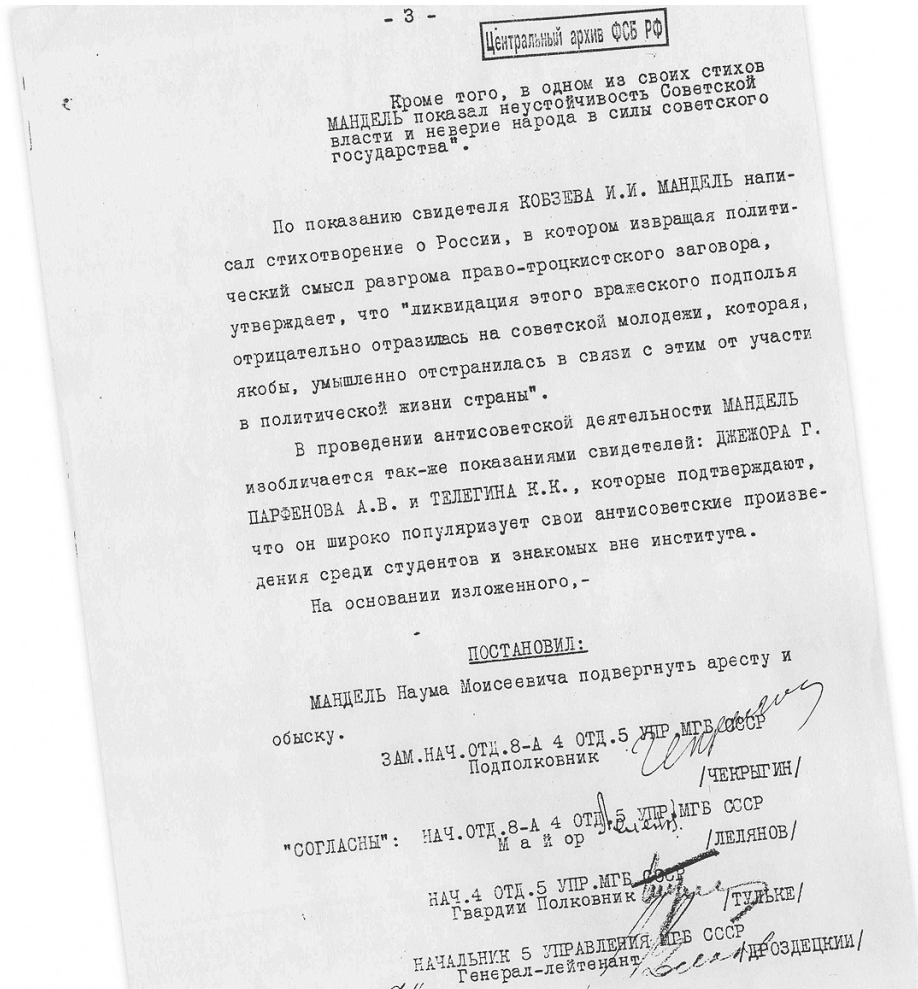 - 3 -
Центральный архив ФСБ РФ
Кроме того, в одном из своих стихов
МАНДЕЛЬ показал неустойчивость Советской
власти и неверие народа в силы советского
государства".
По показанию свидетеля КОБЗЕВА И.И. МАНДЕЛЬ напи-
сал стихотворение о России, в котором извращая полити-
ческий смысл разгрома право-троцкистского заговора,
утверждает, что "ликвидация этого вражеского подполья
отрицательно отразилась на советской молодежи, которая,
якобы, умышленно отстранилась в связи с этим от участи
в политической жизни страны".
В проведении антисоветской деятельности МАНДЕЛЬ
изобличается так-же показаниями свидетелей: ДЖЕЖОРА Г.
ПАРФЕНОВА А.В. и ТЕЛЕГИНА К.К., которые подтверждают,
что он широко популяризует свои антисоветские произве-
дения среди студентов и знакомых вне института.
На основании изложенного,-
ПОСТАНОВИЛ:
МАНДЕЛЬ Наума Моисеевича подвергнуть аресту и
обыску.
ЗАМ.НАЧ.ОТД.8-А 4 ОТД.5 УПР.МГБ СССР
Подполковник
/ЧЕКРЫГИН/
"СОГЛАСНЫ": НАЧ.ОТД.8-А 4 ОТД.5 УПР.МГБ СССР
М а й о р
/ЛЕЛЯНОВ/
НАЧ.4 ОТД.5 УПР.МГБ СССР
Гвардии Полковник
/ТУЛЬКЕ/
НАЧАЛЬНИК 5 УПРАВЛЕНИЯ МГБ СССР
Генерал-лейтенант
/ДРОЗДЕЦКИИ/